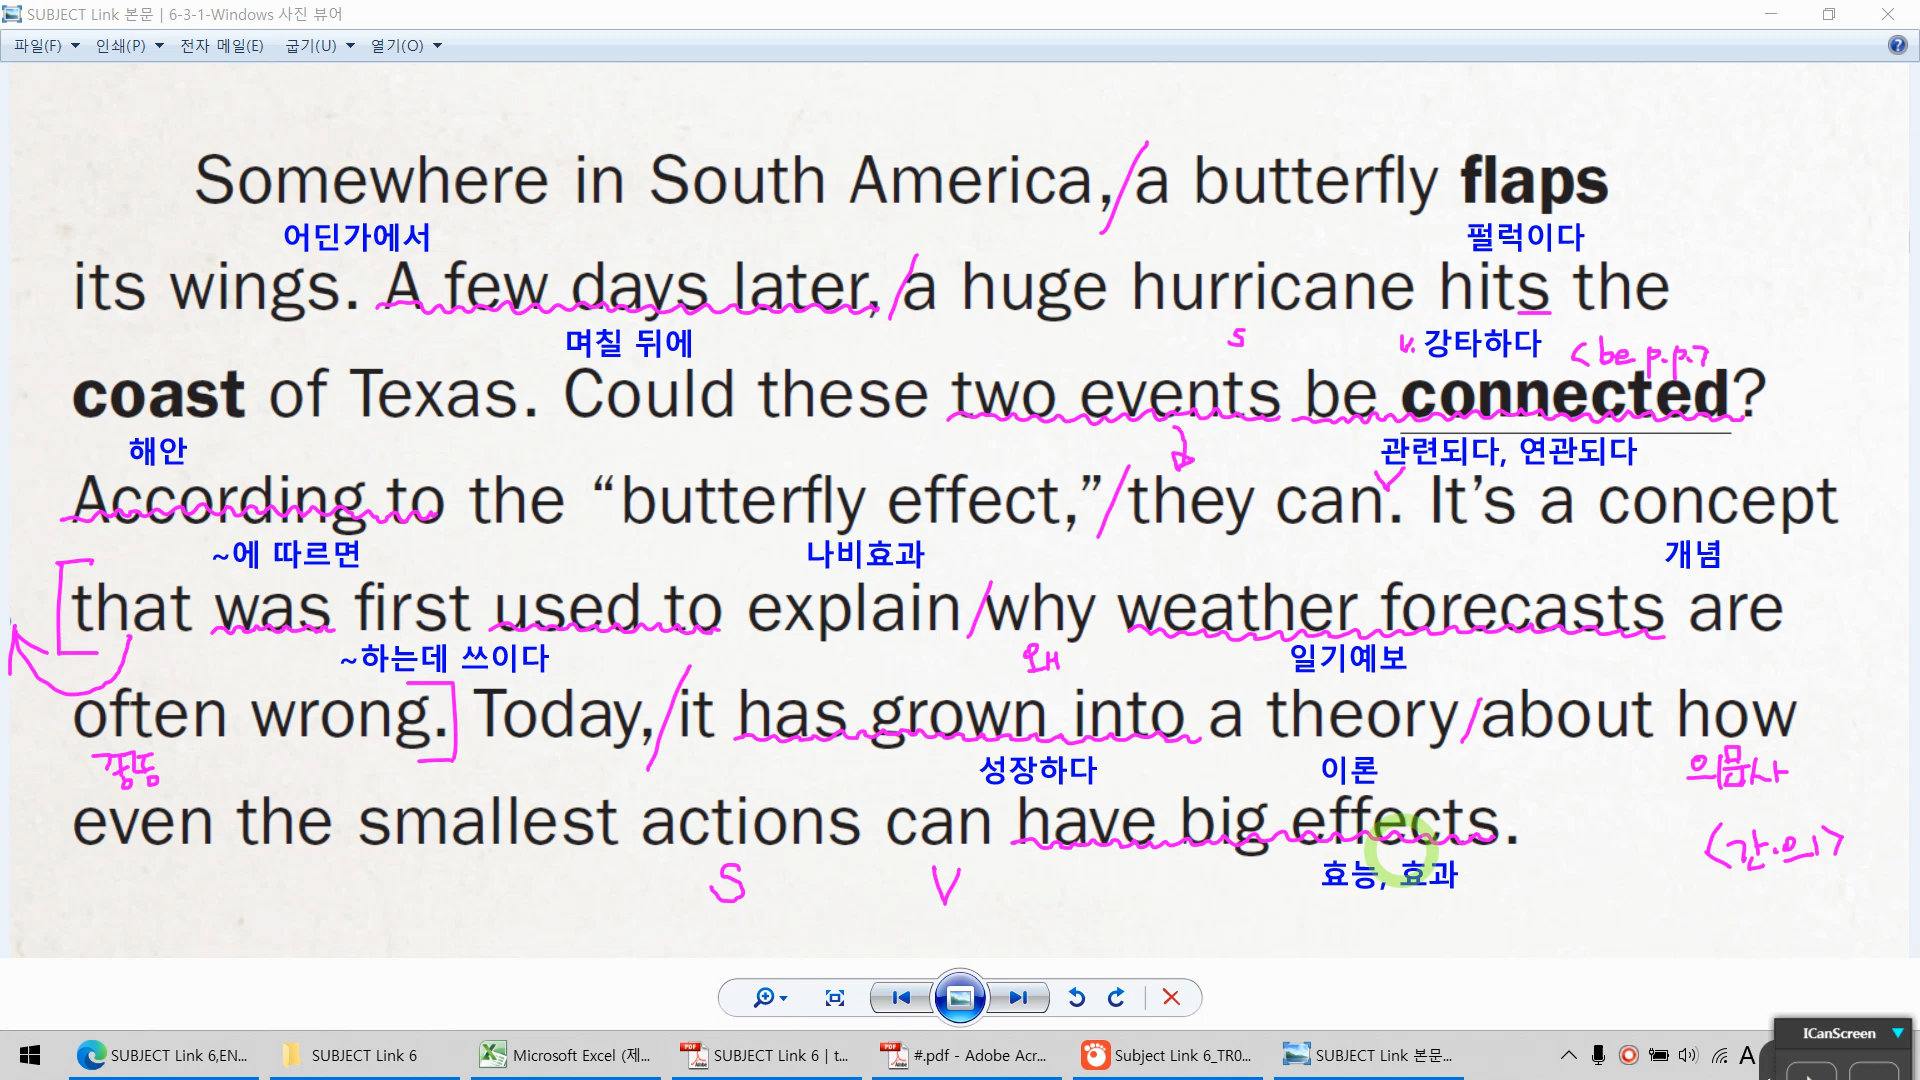 SUBJECT Link 본문 | 6-3-1-Windows 사진 뷰어
파일(F) 인쇄(P) 전자 메일(E) 굽기(U) 열기(O)
Somewhere in South America, a butterfly flaps
어딘가에서 펄럭이다
its wings. A few days later, a huge hurricane hits the
며칠 뒤에 s v. 강타하다 <be p.p.>
coast of Texas. Could these two events be connected?
해안 관련되다, 연관되다
According to the “butterfly effect,” they can. It’s a concept
~에 따르면 나비효과 개념
that was first used to explain why weather forecasts are
~하는데 쓰이다 왜 일기예보
often wrong. Today, it has grown into a theory about how
종종 성장하다 이론 의문사
even the smallest actions can have big effects.
S V 효능, 효과 <간.의>
SUBJECT Link 6,EN... SUBJECT Link 6 Microsoft Excel (제... SUBJECT Link 6 | t... #.pdf - Adobe Acr... Subject Link 6_TR0... SUBJECT Link 본문... A
ICanScreen